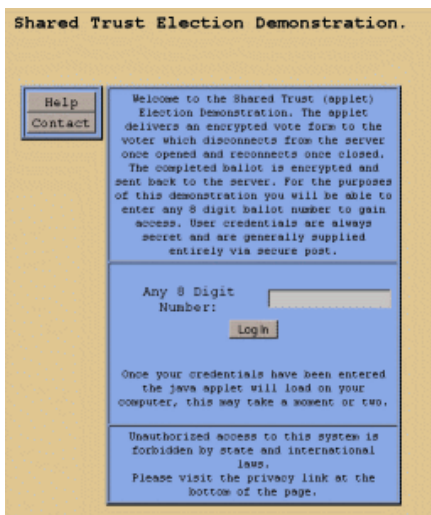 Shared Trust Election Demonstration.
Help
Contact
Welcome to the Shared Trust (applet)
Election Demonstration. The applet
delivers an encrypted vote form to the
voter which disconnects from the server
once opened and reconnects once closed.
The completed ballot is encrypted and
sent back to the server. For the purposes
of this demonstration you will be able to
enter any 8 digit ballot number to gain
access. User credentials are always
secret and are generally supplied
entirely via secure post.
Any 8 Digit
Number:
Log In
Once your credentials have been entered
the java applet will load on your
computer, this may take a moment or two.
Unauthorized access to this system is
forbidden by state and international
laws.
Please visit the privacy link at the
bottom of the page.